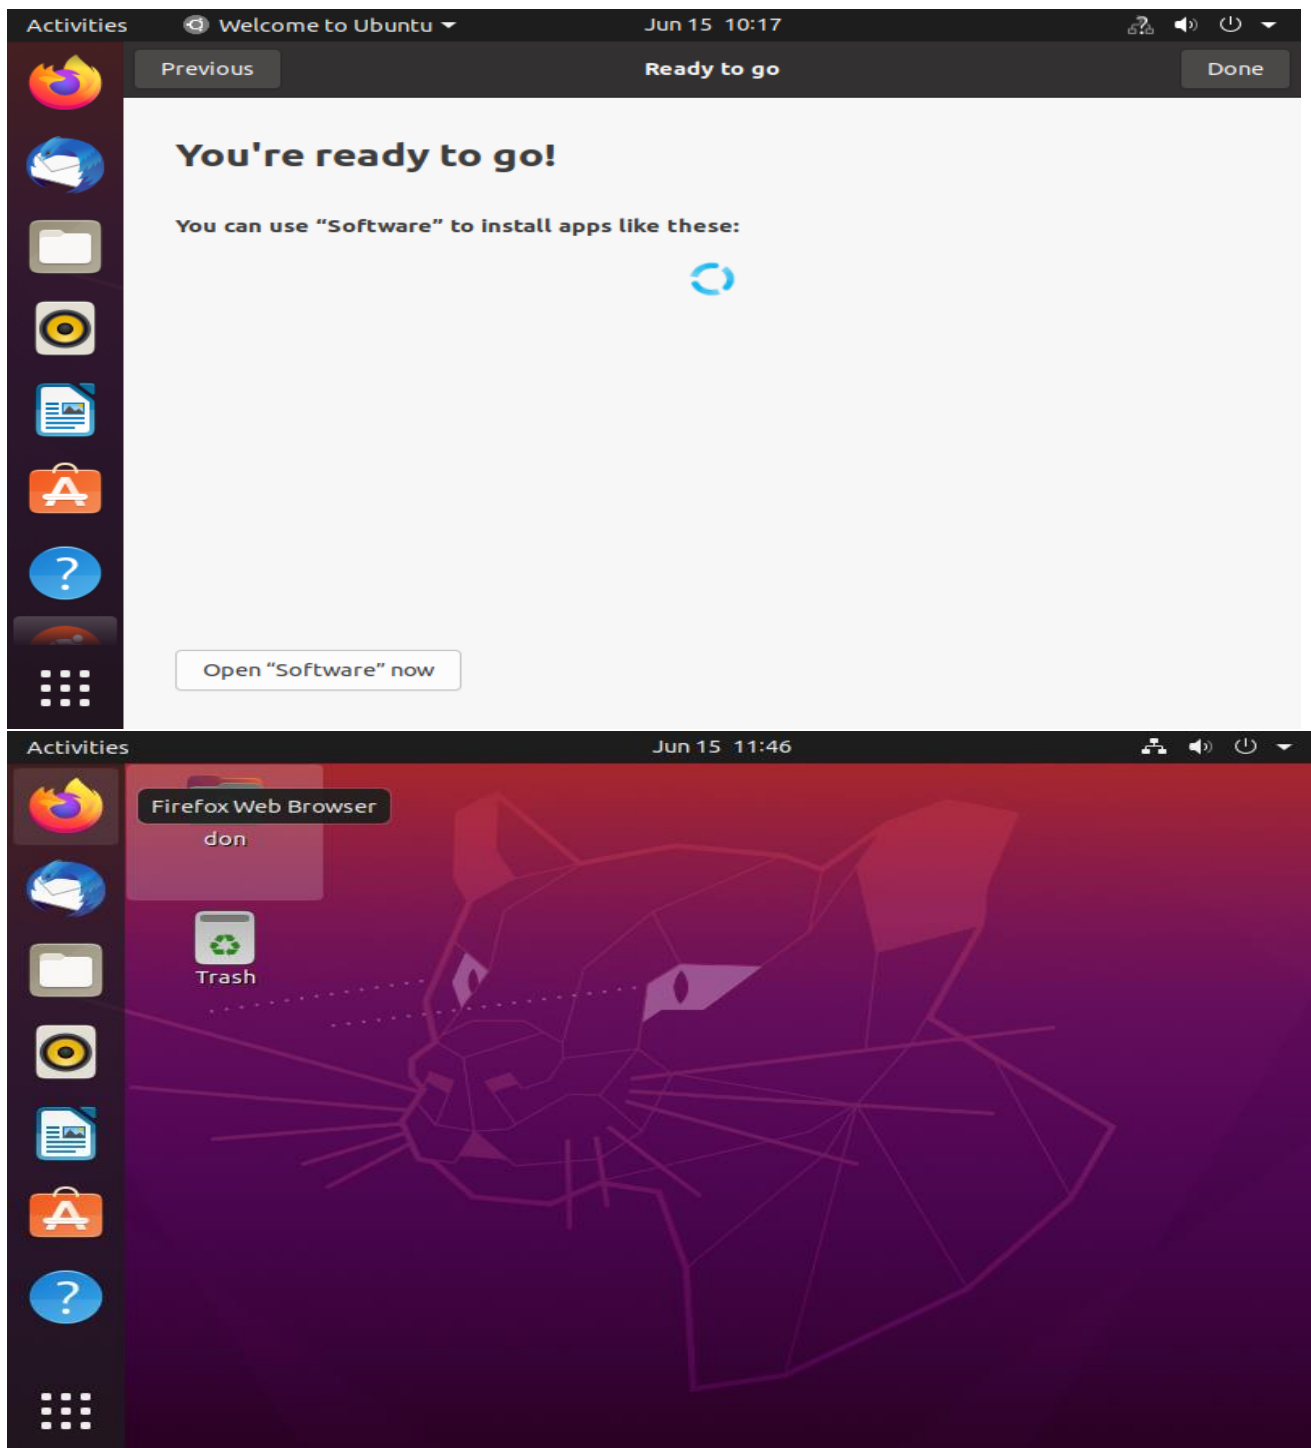 Activities Welcome to Ubuntu Jun 15 10:17
Previous Ready to go Done
You're ready to go!
You can use “Software” to install apps like these:
Open “Software” now
Activities Jun 15 11:46
Firefox Web Browser
don
Trash